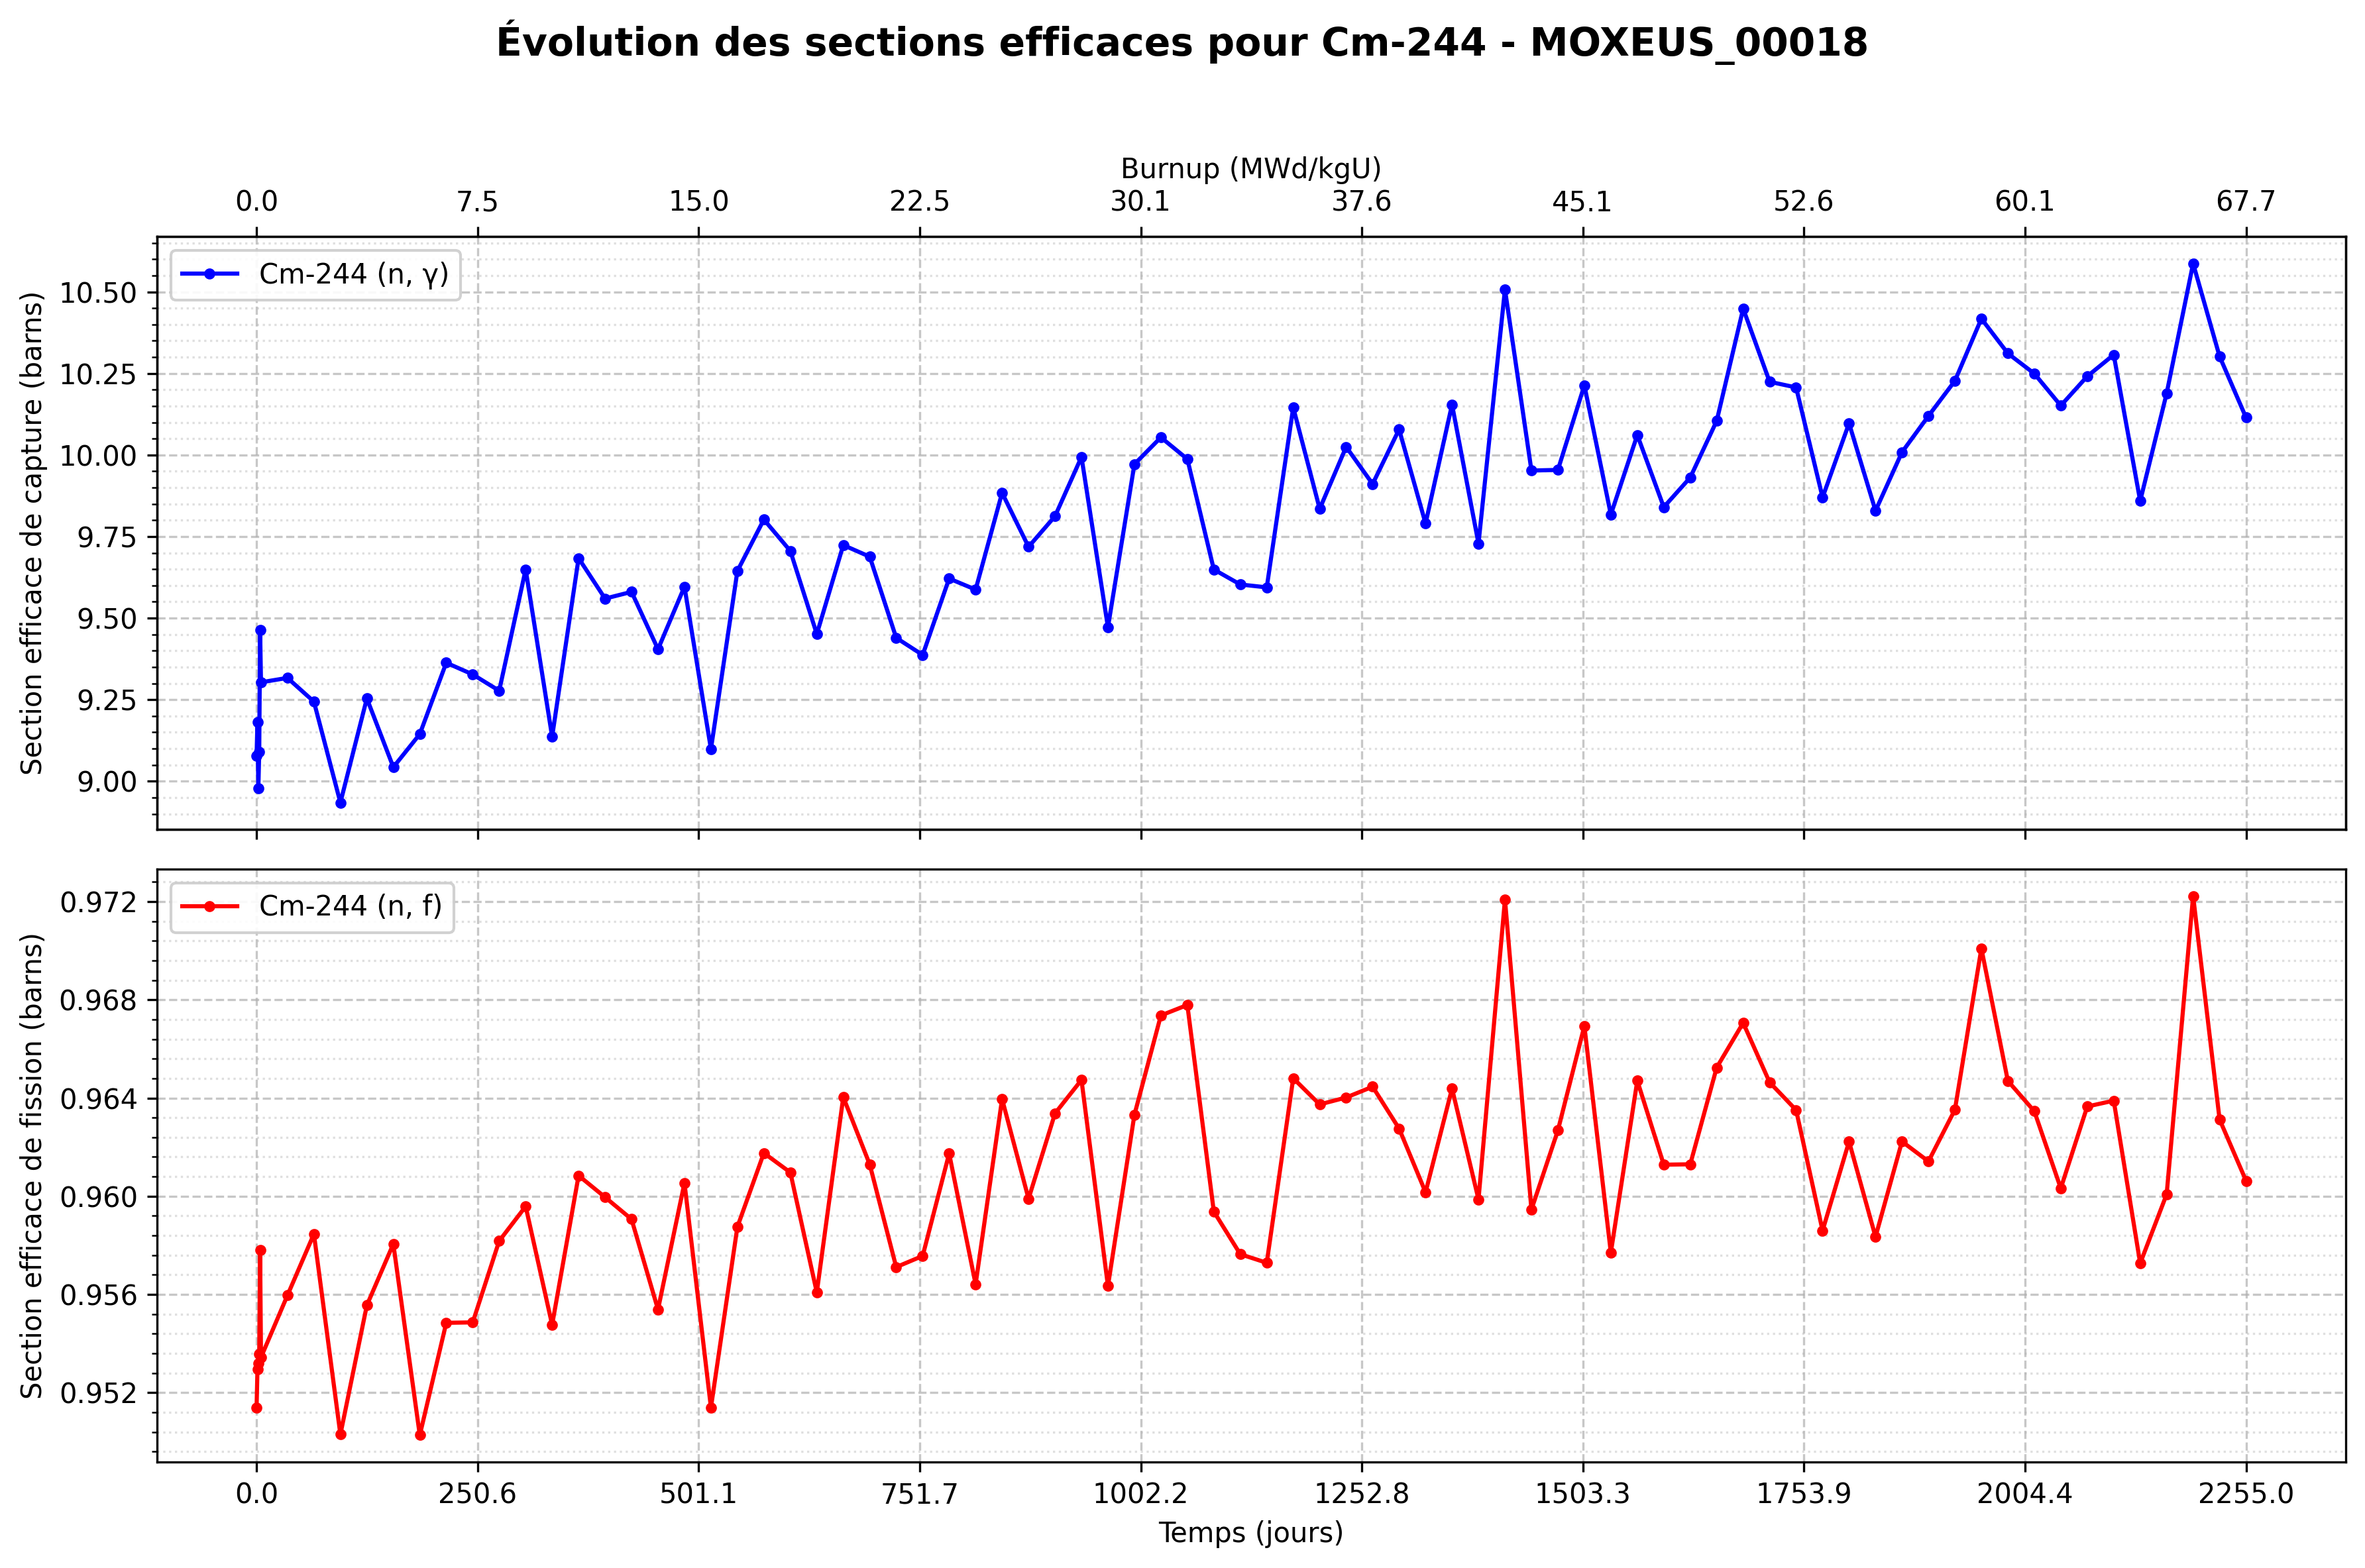 Évolution des sections efficaces pour Cm-244 - MOXEUS_00018
Burnup (MWd/kgU)
0.0 7.5 15.0 22.5 30.1 37.6 45.1 52.6 60.1 67.7
Cm-244 (n, γ)
Section efficace de capture (barns)
10.50
10.25
10.00
9.75
9.50
9.25
9.00
Cm-244 (n, f)
Section efficace de fission (barns)
0.972
0.968
0.964
0.960
0.956
0.952
0.0 250.6 501.1 751.7 1002.2 1252.8 1503.3 1753.9 2004.4 2255.0
Temps (jours)